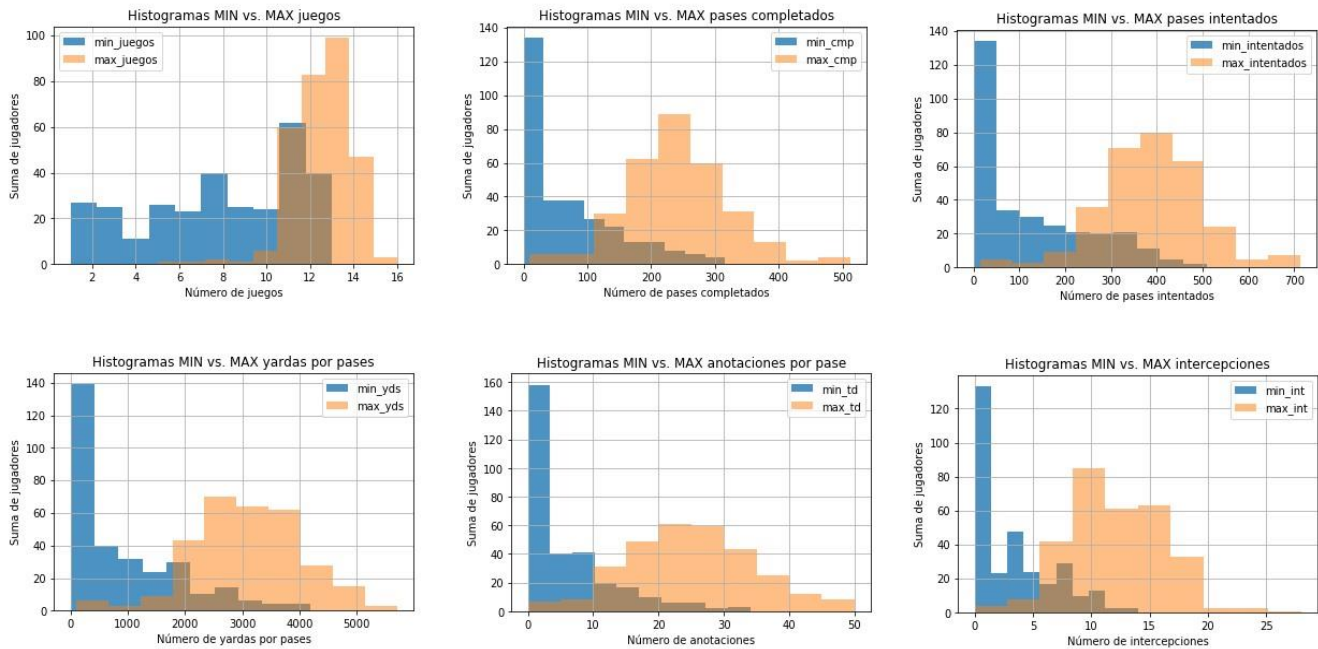 Histogramas MIN vs. MAX juegos
min_juegos
max_juegos
100
80
60
40
20
0
Suma de jugadores
2 4 6 8 10 12 14 16
Número de juegos
Histogramas MIN vs. MAX pases completados
min_cmp
max_cmp
140
120
100
80
60
40
20
0
Suma de jugadores
0 100 200 300 400 500
Número de pases completados
Histogramas MIN vs. MAX pases intentados
min_intentados
max_intentados
140
120
100
80
60
40
20
0
Suma de jugadores
0 100 200 300 400 500 600 700
Número de pases intentados
Histogramas MIN vs. MAX yardas por pases
min_yds
max_yds
140
120
100
80
60
40
20
0
Suma de jugadores
0 1000 2000 3000 4000 5000
Número de yardas por pases
Histogramas MIN vs. MAX anotaciones por pase
min_td
max_td
160
140
120
100
80
60
40
20
0
Suma de jugadores
0 10 20 30 40 50
Número de anotaciones
Histogramas MIN vs. MAX intercepciones
min_int
max_int
120
100
80
60
40
20
0
Suma de jugadores
0 5 10 15 20 25
Número de intercepciones